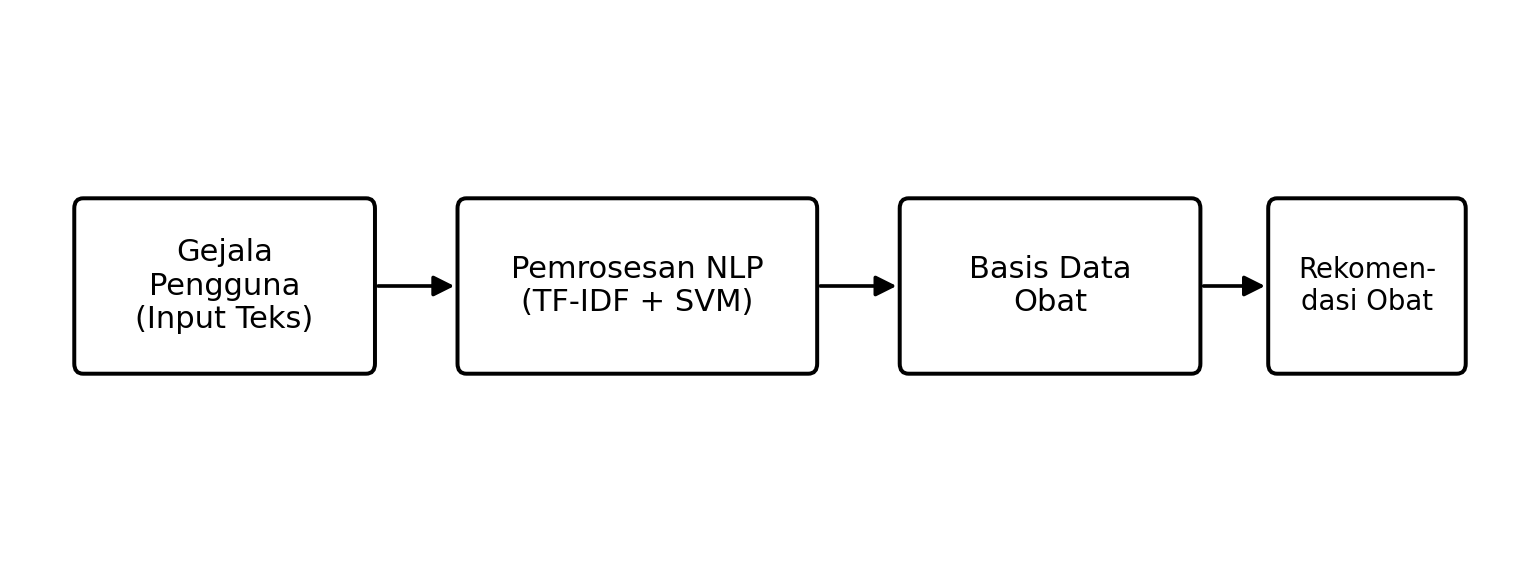 Gejala
Pengguna
(Input Teks)
Pemrosesan NLP
(TF-IDF + SVM)
Basis Data
Obat
Rekomen-
dasi Obat